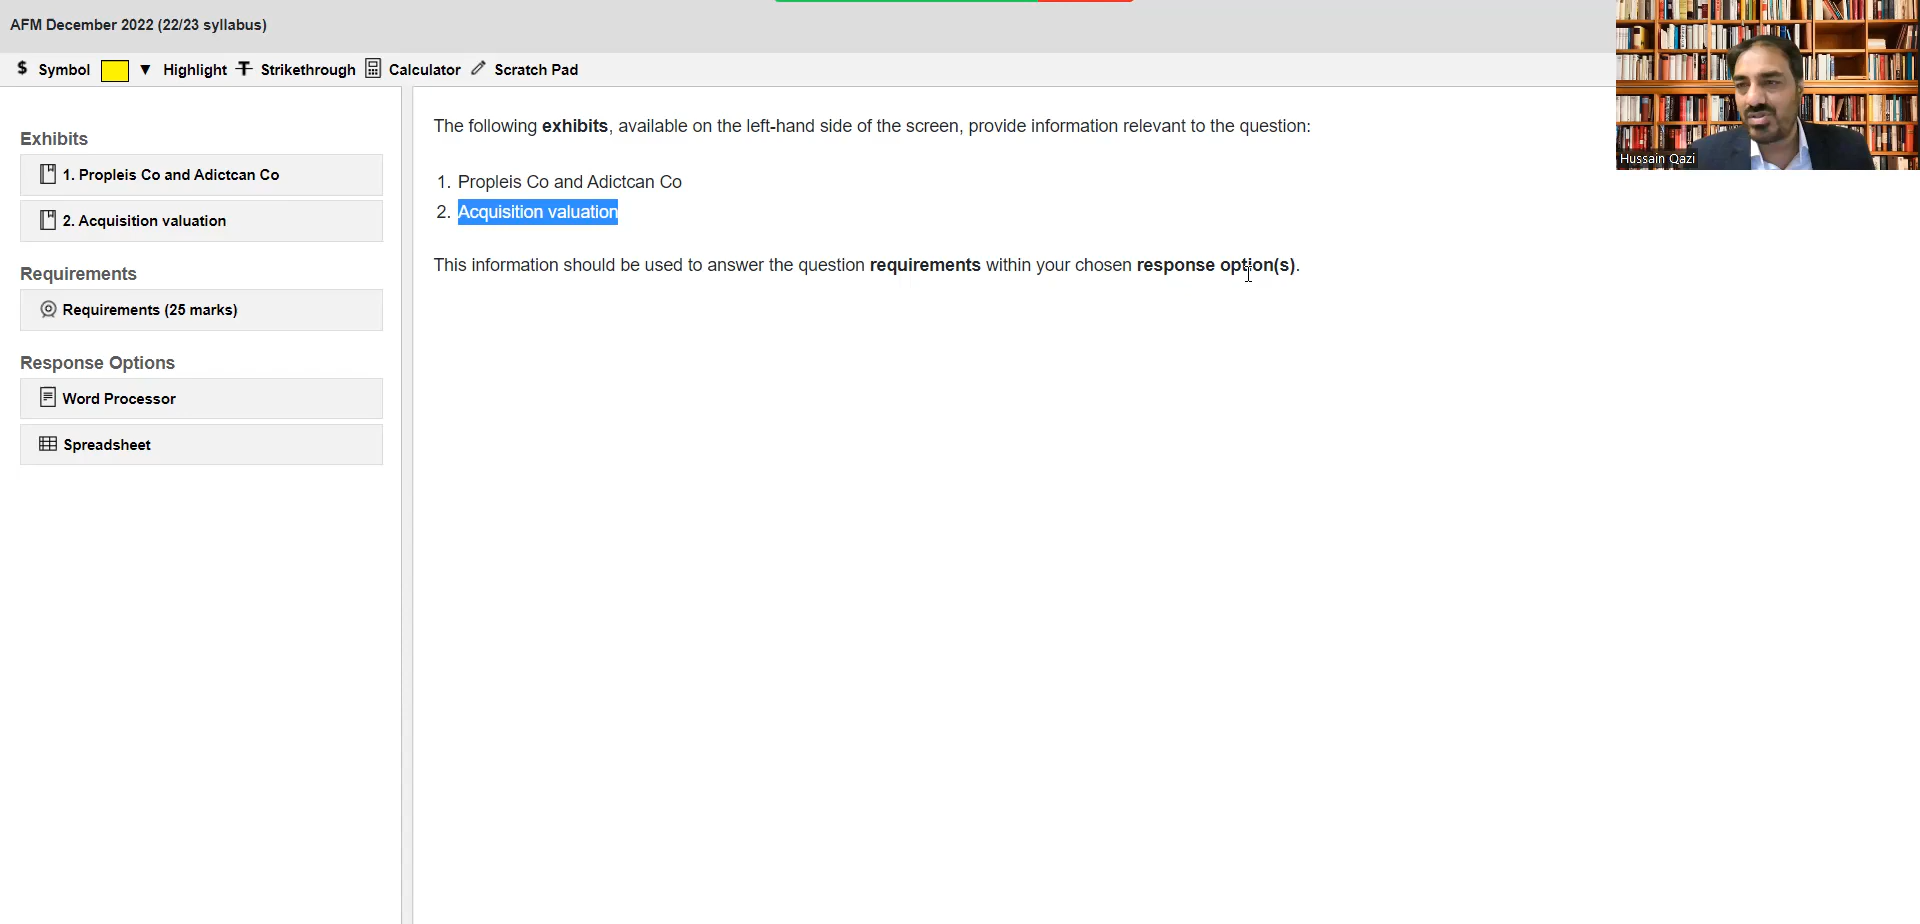 AFM December 2022 (22/23 syllabus)
$ Symbol ▼ Highlight Strikethrough Calculator Scratch Pad
Hussain Qazi
Exhibits
1. Propleis Co and Adictcan Co
2. Acquisition valuation
Requirements
Requirements (25 marks)
Response Options
Word Processor
Spreadsheet
The following exhibits, available on the left-hand side of the screen, provide information relevant to the question:
1. Propleis Co and Adictcan Co
2. Acquisition valuation
This information should be used to answer the question requirements within your chosen response option(s).